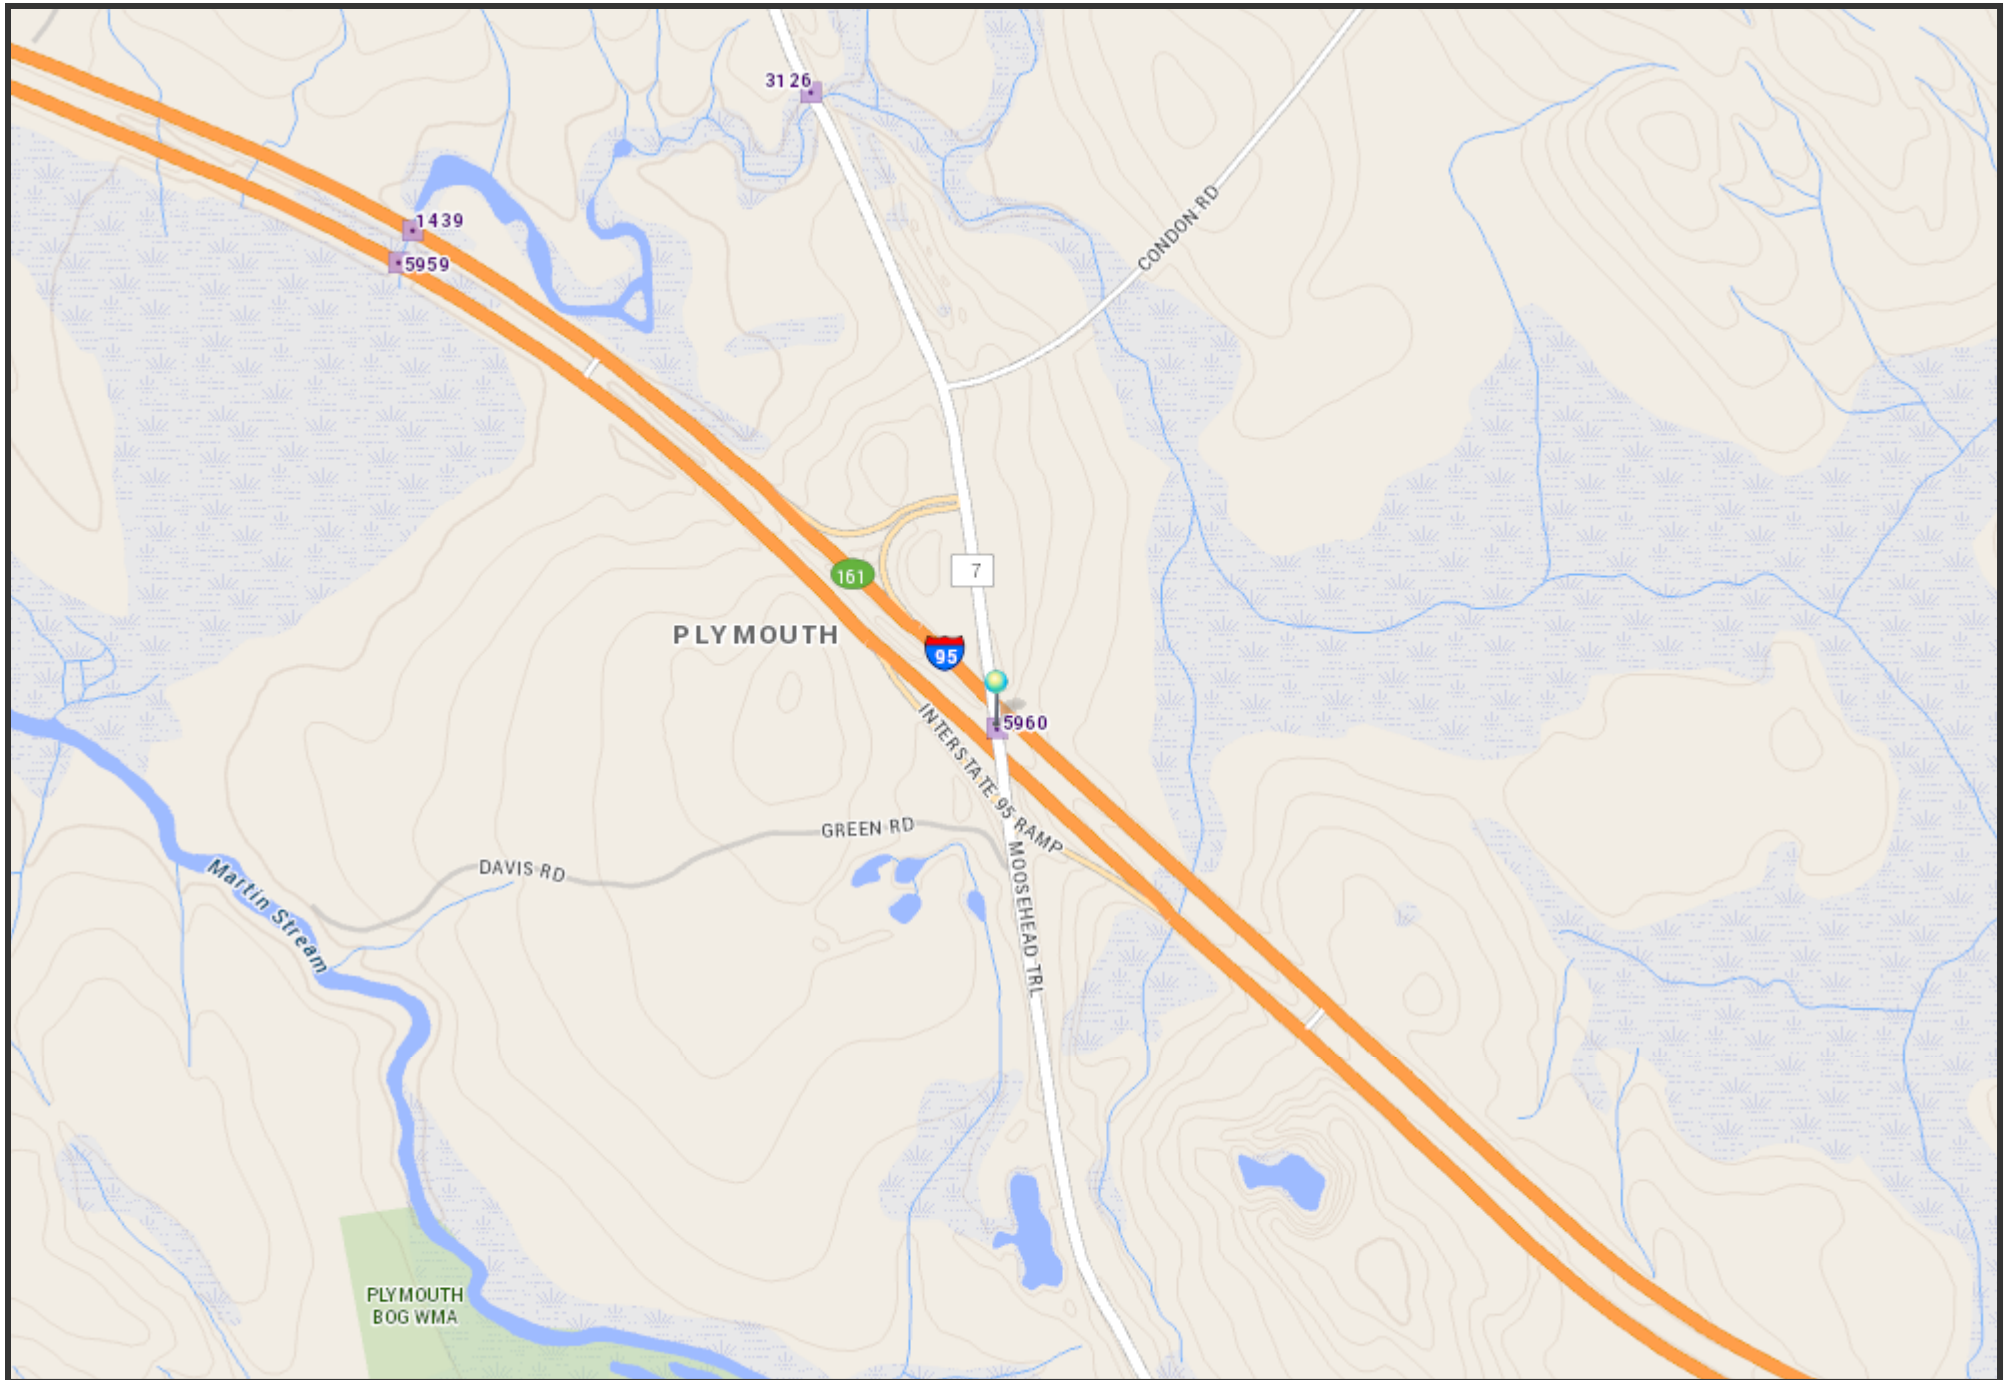 3126
CONDON RD
1439
5959
7
161
PLYMOUTH
95
5960
INTERSTATE 95 RAMP
GREEN RD
DAVIS RD
MOOSEHEAD TRL
Martin Stream
PLYMOUTH
BOG WMA